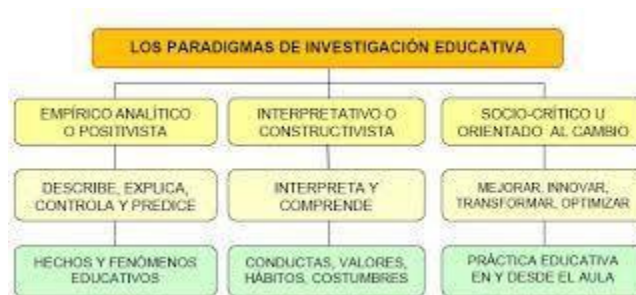 LOS PARADIGMAS DE INVESTIGACIÓN EDUCATIVA
EMPÍRICO ANALÍTICO
O POSITIVISTA
INTERPRETATIVO O
CONSTRUCTIVISTA
SOCIO-CRÍTICO U
ORIENTADO AL CAMBIO
DESCRIBE, EXPLICA,
CONTROLA Y PREDICE
INTERPRETA Y
COMPRENDE
MEJORAR, INNOVAR,
TRANSFORMAR, OPTIMIZAR
HECHOS Y FENÓMENOS
EDUCATIVOS
CONDUCTAS, VALORES,
HÁBITOS, COSTUMBRES
PRÁCTICA EDUCATIVA
EN Y DESDE EL AULA